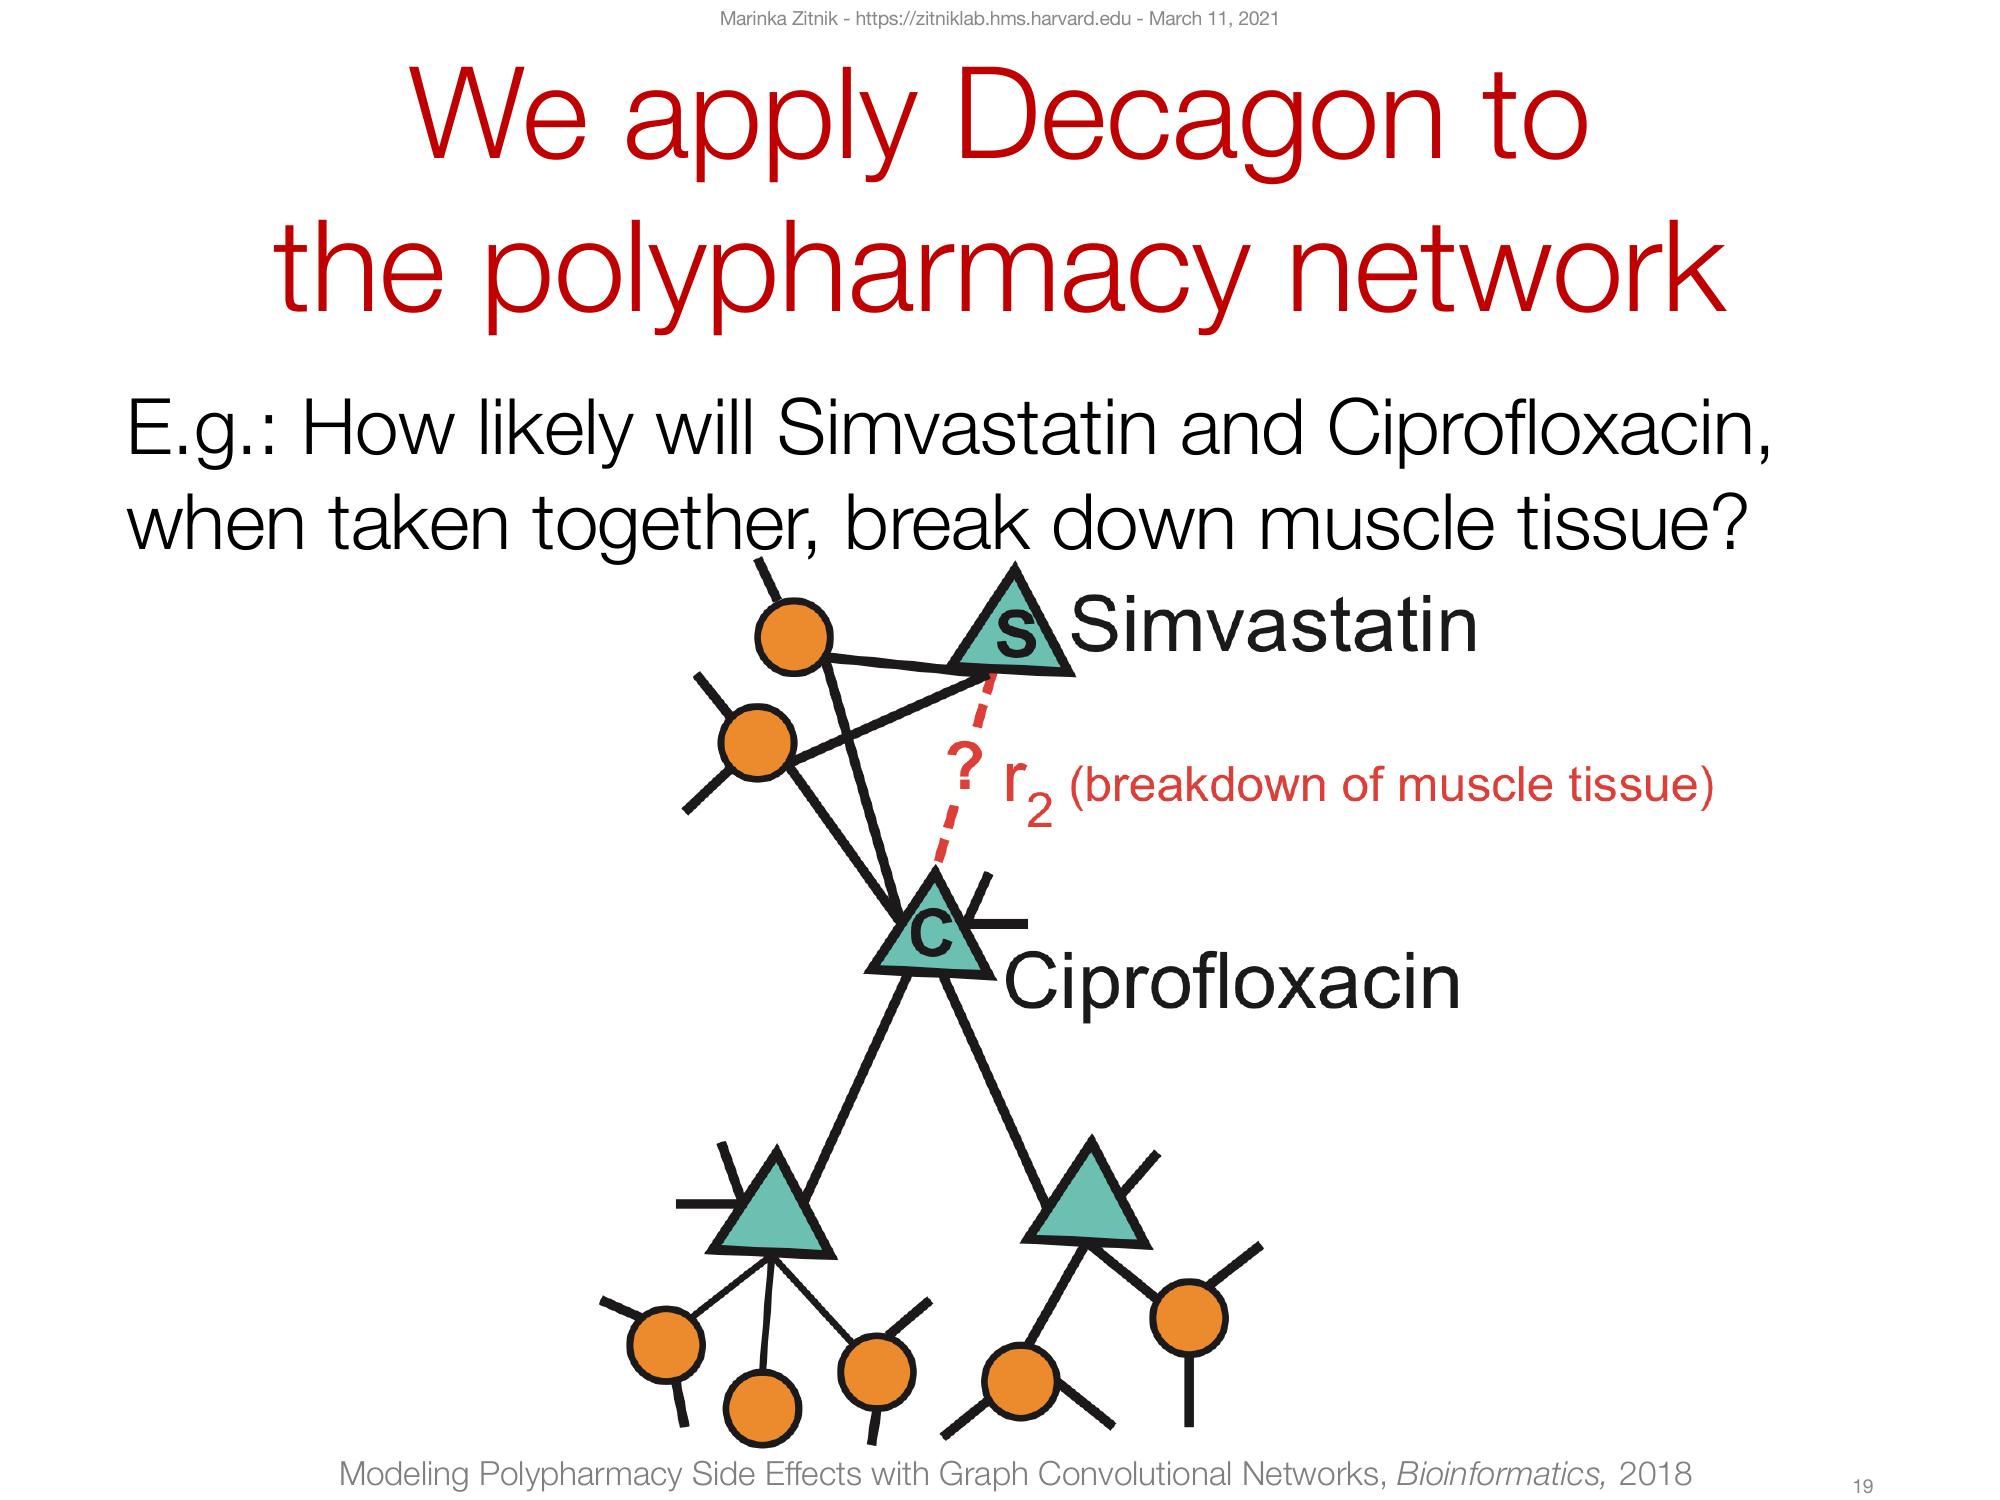 Marinka Zitnik - https://zitniklab.hms.harvard.edu - March 11, 2021
We apply Decagon to
the polypharmacy network
E.g.: How likely will Simvastatin and Ciprofloxacin,
when taken together, break down muscle tissue?
S Simvastatin
? r₂ (breakdown of muscle tissue)
C
Ciprofloxacin
Modeling Polypharmacy Side Effects with Graph Convolutional Networks, Bioinformatics, 2018
19